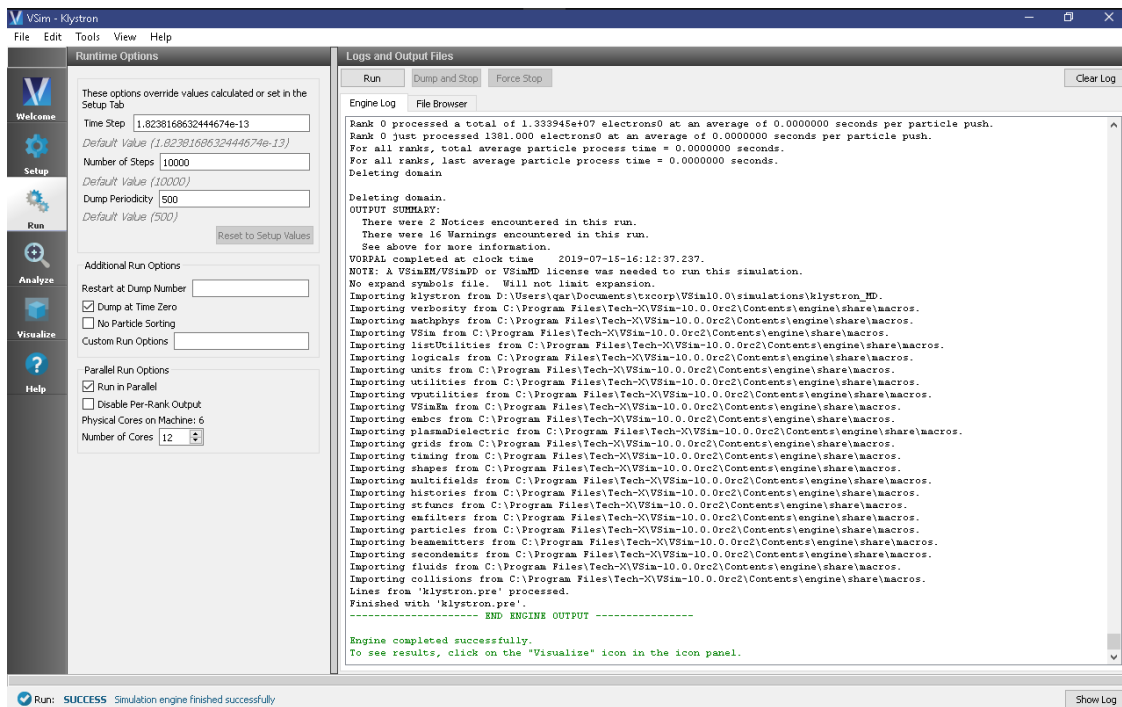 VSim - Klystron
File Edit Tools View Help
Runtime Options
Welcome
Setup
Run
Analyze
Visualize
Help
These options override values calculated or set in the
Setup Tab
Time Step 1.8238168632444674e-13
Default Value (1.8238168632444674e-13)
Number of Steps 10000
Default Value (10000)
Dump Periodicity 500
Default Value (500)
Reset to Setup Values
Additional Run Options
Restart at Dump Number
Dump at Time Zero
No Particle Sorting
Custom Run Options
Parallel Run Options
Run in Parallel
Disable Per-Rank Output
Physical Cores on Machine: 6
Number of Cores 12
Logs and Output Files
Run Dump and Stop Force Stop Clear Log
Engine Log File Browser
Rank 0 processed a total of 1.333945e+07 electrons0 at an average of 0.0000000 seconds per particle push.
Rank 0 just processed 1381.000 electrons0 at an average of 0.0000000 seconds per particle push.
For all ranks, total average particle process time = 0.0000000 seconds.
For all ranks, last average particle process time = 0.0000000 seconds.
Deleting domain
Deleting domain.
OUTPUT SUMMARY:
There were 2 Notices encountered in this run.
There were 16 Warnings encountered in this run.
See above for more information.
VORPAL completed at clock time 2019-07-15-16:12:37.237.
NOTE: A VSimEM/VSimPD or VSimMD license was needed to run this simulation.
No expand symbols file. Will not limit expansion.
Importing klystron from D:\Users\qar\Documents\txcorp\VSim10.0\simulations\klystron_MD.
Importing verbosity from C:\Program Files\Tech-X\VSim-10.0.0rc2\Contents\engine\share\macros.
Importing mathphys from C:\Program Files\Tech-X\VSim-10.0.0rc2\Contents\engine\share\macros.
Importing VSim from C:\Program Files\Tech-X\VSim-10.0.0rc2\Contents\engine\share\macros.
Importing listUtilities from C:\Program Files\Tech-X\VSim-10.0.0rc2\Contents\engine\share\macros.
Importing logicals from C:\Program Files\Tech-X\VSim-10.0.0rc2\Contents\engine\share\macros.
Importing units from C:\Program Files\Tech-X\VSim-10.0.0rc2\Contents\engine\share\macros.
Importing utilities from C:\Program Files\Tech-X\VSim-10.0.0rc2\Contents\engine\share\macros.
Importing vputilities from C:\Program Files\Tech-X\VSim-10.0.0rc2\Contents\engine\share\macros.
Importing VSimEm from C:\Program Files\Tech-X\VSim-10.0.0rc2\Contents\engine\share\macros.
Importing embcs from C:\Program Files\Tech-X\VSim-10.0.0rc2\Contents\engine\share\macros.
Importing plasmaDielectric from C:\Program Files\Tech-X\VSim-10.0.0rc2\Contents\engine\share\macros.
Importing grids from C:\Program Files\Tech-X\VSim-10.0.0rc2\Contents\engine\share\macros.
Importing timing from C:\Program Files\Tech-X\VSim-10.0.0rc2\Contents\engine\share\macros.
Importing shapes from C:\Program Files\Tech-X\VSim-10.0.0rc2\Contents\engine\share\macros.
Importing multifields from C:\Program Files\Tech-X\VSim-10.0.0rc2\Contents\engine\share\macros.
Importing histories from C:\Program Files\Tech-X\VSim-10.0.0rc2\Contents\engine\share\macros.
Importing stfuncs from C:\Program Files\Tech-X\VSim-10.0.0rc2\Contents\engine\share\macros.
Importing emfilters from C:\Program Files\Tech-X\VSim-10.0.0rc2\Contents\engine\share\macros.
Importing particles from C:\Program Files\Tech-X\VSim-10.0.0rc2\Contents\engine\share\macros.
Importing beamemitters from C:\Program Files\Tech-X\VSim-10.0.0rc2\Contents\engine\share\macros.
Importing secondemits from C:\Program Files\Tech-X\VSim-10.0.0rc2\Contents\engine\share\macros.
Importing fluids from C:\Program Files\Tech-X\VSim-10.0.0rc2\Contents\engine\share\macros.
Importing collisions from C:\Program Files\Tech-X\VSim-10.0.0rc2\Contents\engine\share\macros.
Lines from 'klystron.pre' processed.
Finished with 'klystron.pre'.
--------------------- END ENGINE OUTPUT ----------------
Engine completed successfully.
To see results, click on the "Visualize" icon in the icon panel.
Run: SUCCESS Simulation engine finished successfully
Show Log